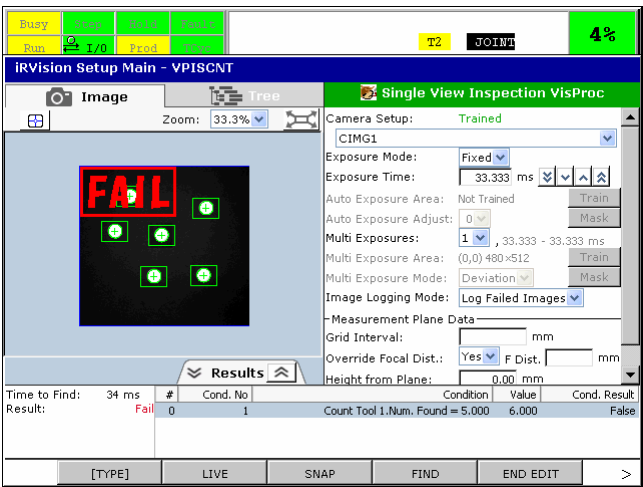 Busy Step Hold Fault
Run I/O Prod TCyc
T2 JOINT 4%
iRVision Setup Main - VPISCNT
Image Tree Single View Inspection VisProc
Zoom: 33.3%
Camera Setup: Trained
CIMG1
Exposure Mode: Fixed
Exposure Time: 33.333 ms
Auto Exposure Area: Not Trained Train
Auto Exposure Adjust: 0 Mask
Multi Exposures: 1 , 33.333 - 33.333 ms
Multi Exposure Area: (0,0) 480×512 Train
Multi Exposure Mode: Deviation Mask
Image Logging Mode: Log Failed Images
Measurement Plane Data
Grid Interval: mm
Override Focal Dist.: Yes F Dist. mm
Height from Plane: 0.00 mm
FAIL
Results
Time to Find: 34 ms
Result: Fail
# Cond. No Condition Value Cond. Result
0 1 Count Tool 1.Num. Found = 5.000 6.000 False
[TYPE] LIVE SNAP FIND END EDIT >